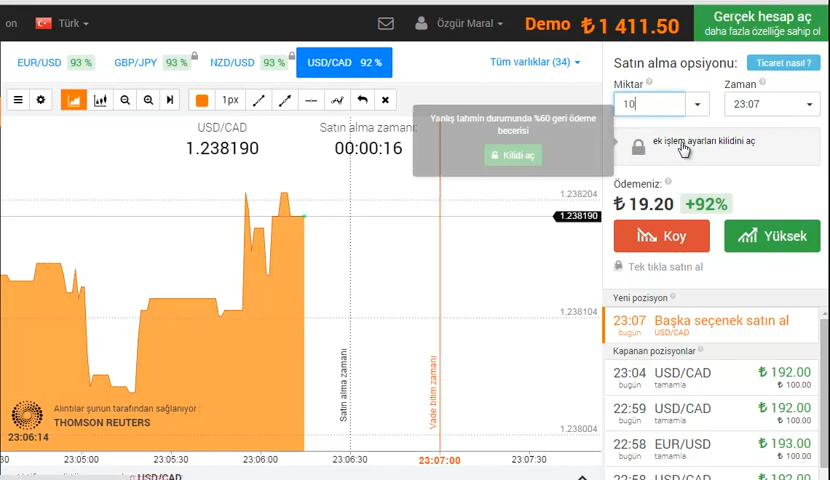 on
Türk
Özgür Maral
Demo
₺ 1 411.50
Gerçek hesap aç
daha fazla özelliğe sahip ol
EUR/USD 93 %
GBP/JPY 93 %
NZD/USD 93 %
USD/CAD 92 %
Tüm varlıklar (34)
Satın alma opsiyonu:
Ticaret nasıl ?
Miktar
Zaman
10
23:07
1px
USD/CAD
1.238190
Satın alma zamanı:
00:00:16
Yanlış tahmin durumunda %60 geri ödeme
becerisi
Kilidi aç
ek işlem ayarları kilidini aç
Ödemeniz:
₺ 19.20 +92%
Koy
Yüksek
Tek tıkla satın al
1.238204
1.238190
1.238104
1.238004
Satın alma zamanı
Vade bitim zamanı
Yeni pozisyon
23:07 Başka seçenek satın al
bugün USD/CAD
Kapanan pozisyonlar
23:04 USD/CAD ₺ 192.00
bugün tamamla ₺ 100.00
22:59 USD/CAD ₺ 192.00
bugün tamamla ₺ 100.00
22:58 EUR/USD ₺ 193.00
bugün tamamla ₺ 100.00
22:58 USD/CAD ₺ 192.00
Alıntılar şunun tarafından sağlanıyor :
THOMSON REUTERS
23:06:14
23:05:00
23:05:30
23:06:00
23:06:30
23:07:00
23:07:30
USD/CAD